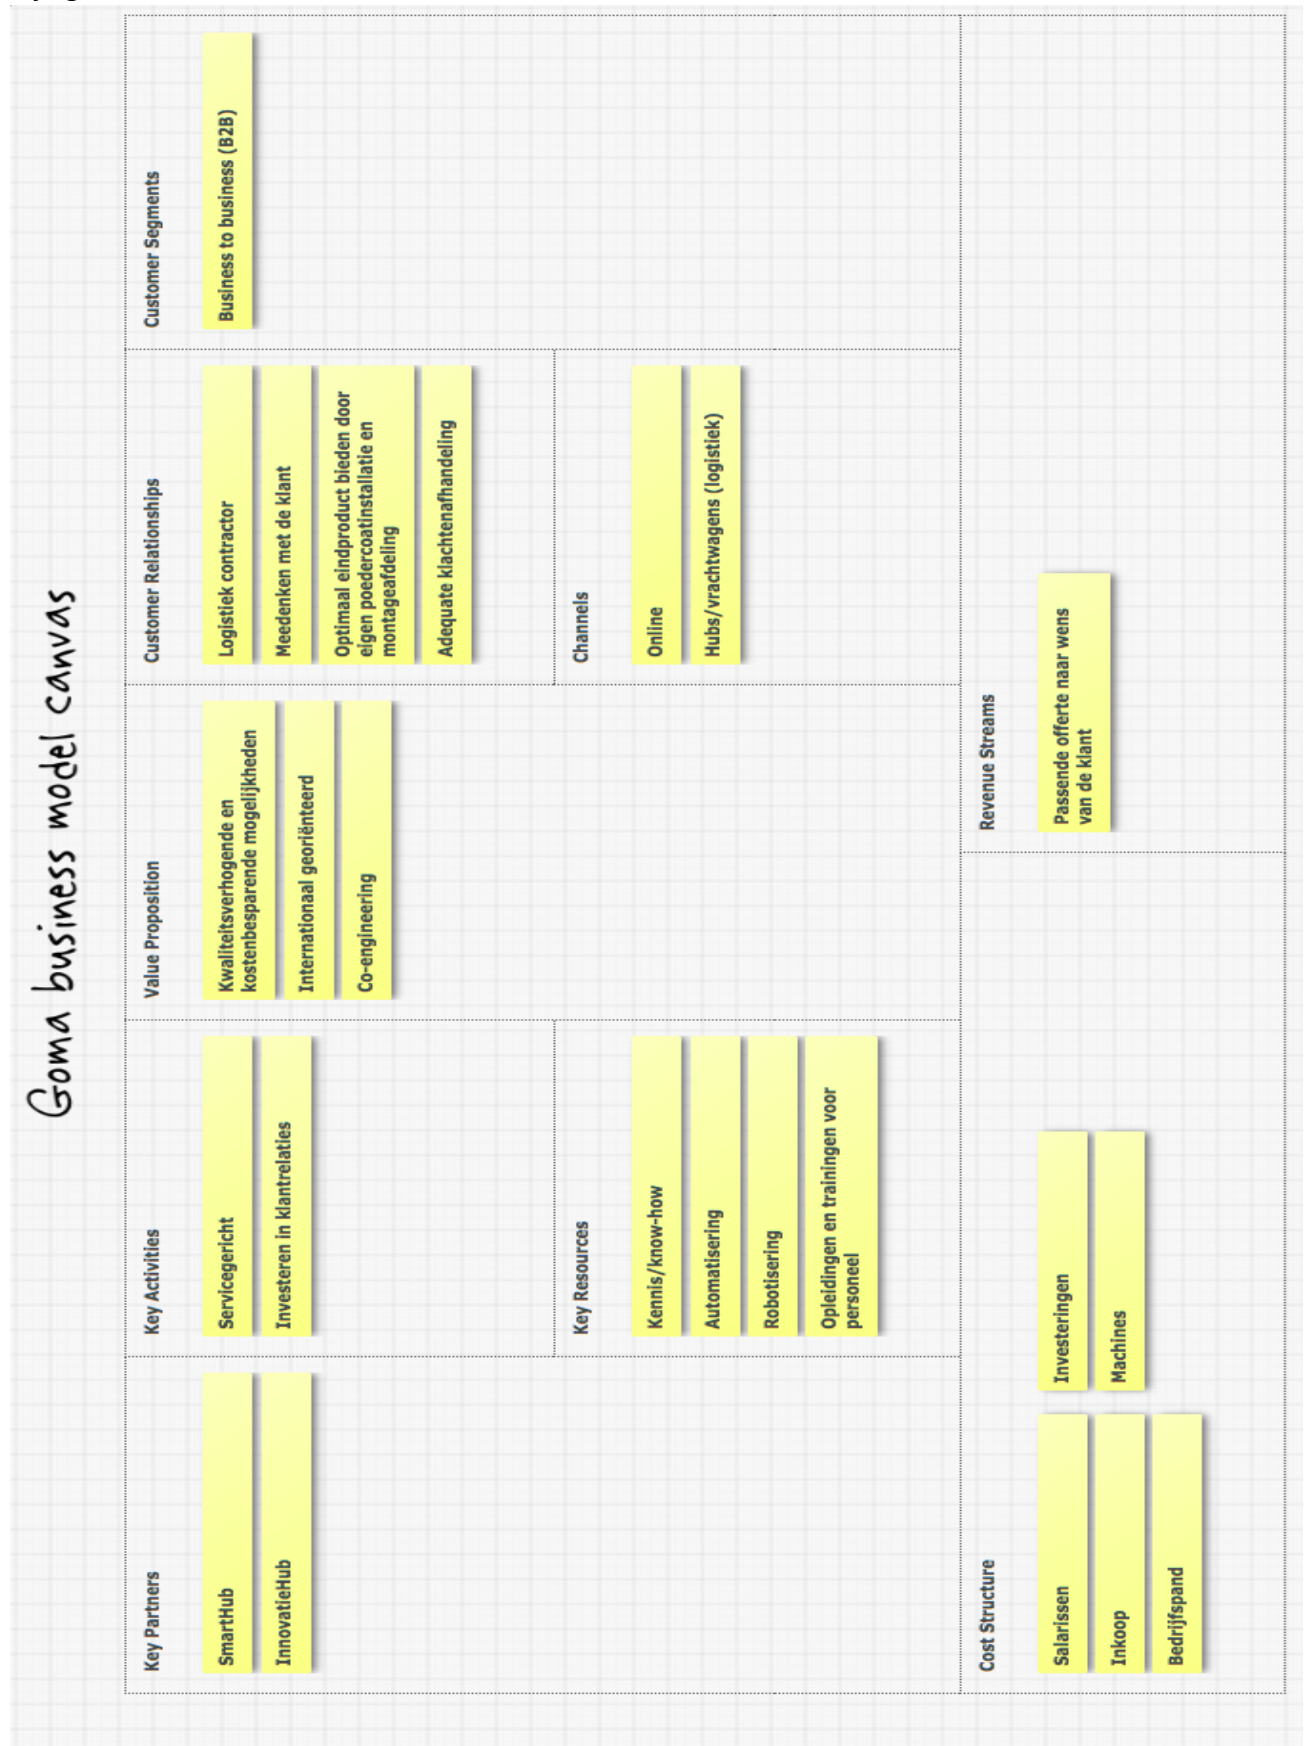 Goma business model canvas
Key Partners
SmartHub
InnovatieHub
Key Activities
Servicegericht
Investeren in klantrelaties
Key Resources
Kennis/know-how
Automatisering
Robotisering
Opleidingen en trainingen voor
personeel
Value Proposition
Kwaliteitsverhogende en
kostenbesparende mogelijkheden
Internationaal georiënteerd
Co-engineering
Customer Relationships
Logistiek contractor
Meedenken met de klant
Optimaal eindproduct bieden door
eigen poedercoatinstallatie en
montageafdeling
Adequate klachtenafhandeling
Channels
Online
Hubs/vrachtwagens (logistiek)
Customer Segments
Business to business (B2B)
Cost Structure
Salarissen
Inkoop
Bedrijfspand
Investeringen
Machines
Revenue Streams
Passende offerte naar wens
van de klant